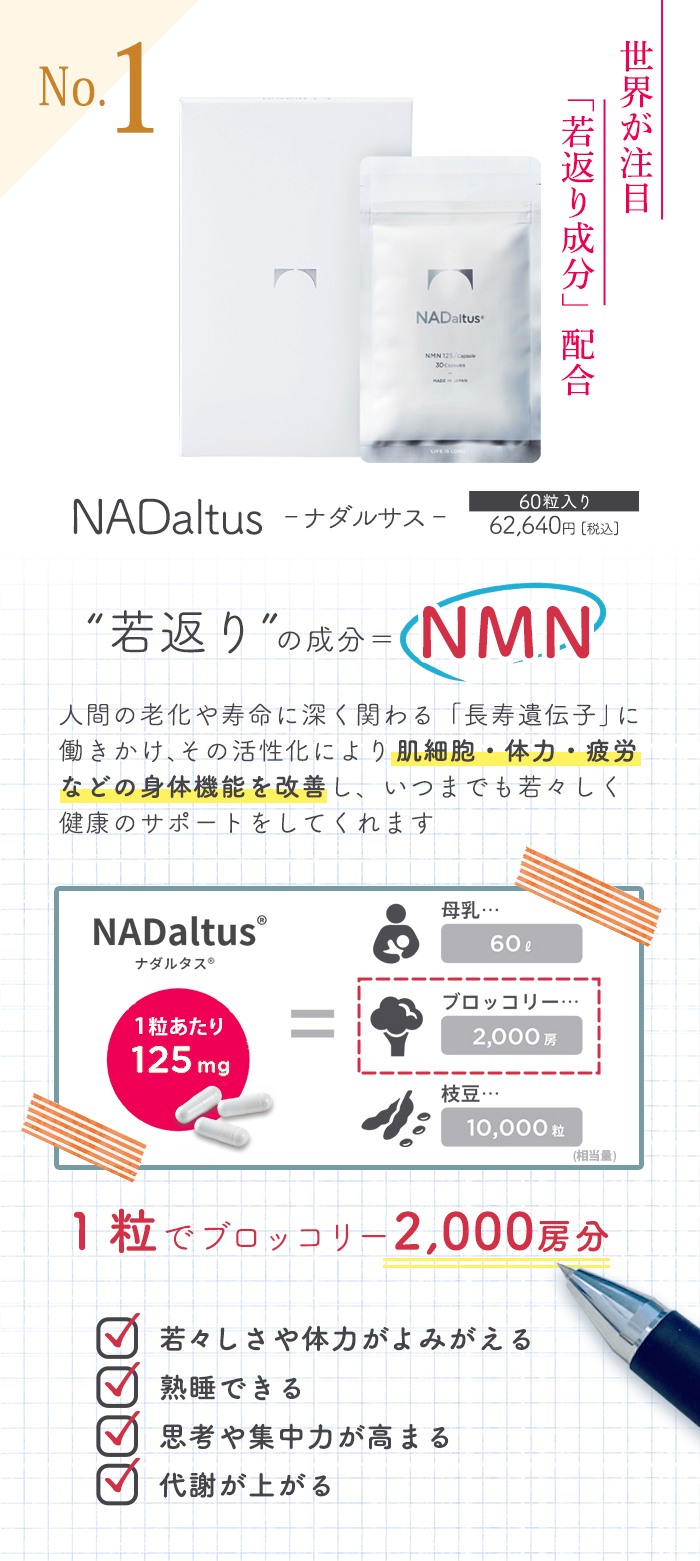 No.1
世界が注目
「若返り成分」配合
NADaltus®
NMN 125 / Capsule
30 Capsules
MADE IN JAPAN
LIFE IS LONG
NADaltus －ナダルサス－
60粒入り
62,640円 [税込]
“若返り”の成分＝NMN
人間の老化や寿命に深く関わる「長寿遺伝子」に
働きかけ、その活性化により肌細胞・体力・疲労
などの身体機能を改善し、いつまでも若々しく
健康のサポートをしてくれます
NADaltus®
ナダルタス®
1粒あたり
125mg
＝
母乳…
60ℓ
ブロッコリー…
2,000房
枝豆…
10,000粒
(相当量)
1粒でブロッコリー2,000房分
若々しさや体力がよみがえる
熟睡できる
思考や集中力が高まる
代謝が上がる